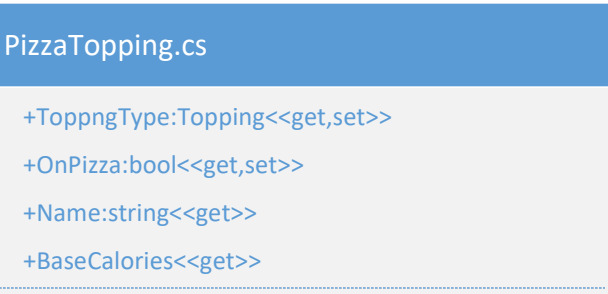 PizzaTopping.cs
+ToppngType:Topping<<get,set>>
+OnPizza:bool<<get,set>>
+Name:string<<get>>
+BaseCalories<<get>>